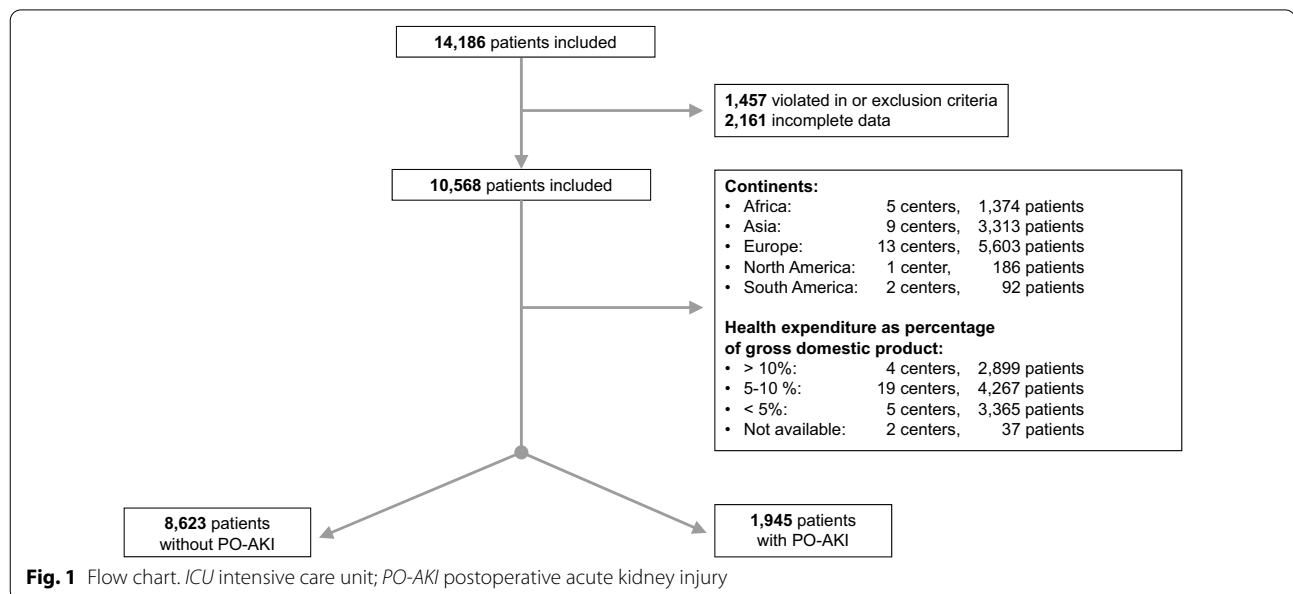 14,186 patients included
1,457 violated in or exclusion criteria
2,161 incomplete data
10,568 patients included
Continents:
• Africa: 5 centers, 1,374 patients
• Asia: 9 centers, 3,313 patients
• Europe: 13 centers, 5,603 patients
• North America: 1 center, 186 patients
• South America: 2 centers, 92 patients
Health expenditure as percentage
of gross domestic product:
• > 10%: 4 centers, 2,899 patients
• 5-10 %: 19 centers, 4,267 patients
• < 5%: 5 centers, 3,365 patients
• Not available: 2 centers, 37 patients
8,623 patients
without PO-AKI
1,945 patients
with PO-AKI
Fig. 1 Flow chart. ICU intensive care unit; PO-AKI postoperative acute kidney injury